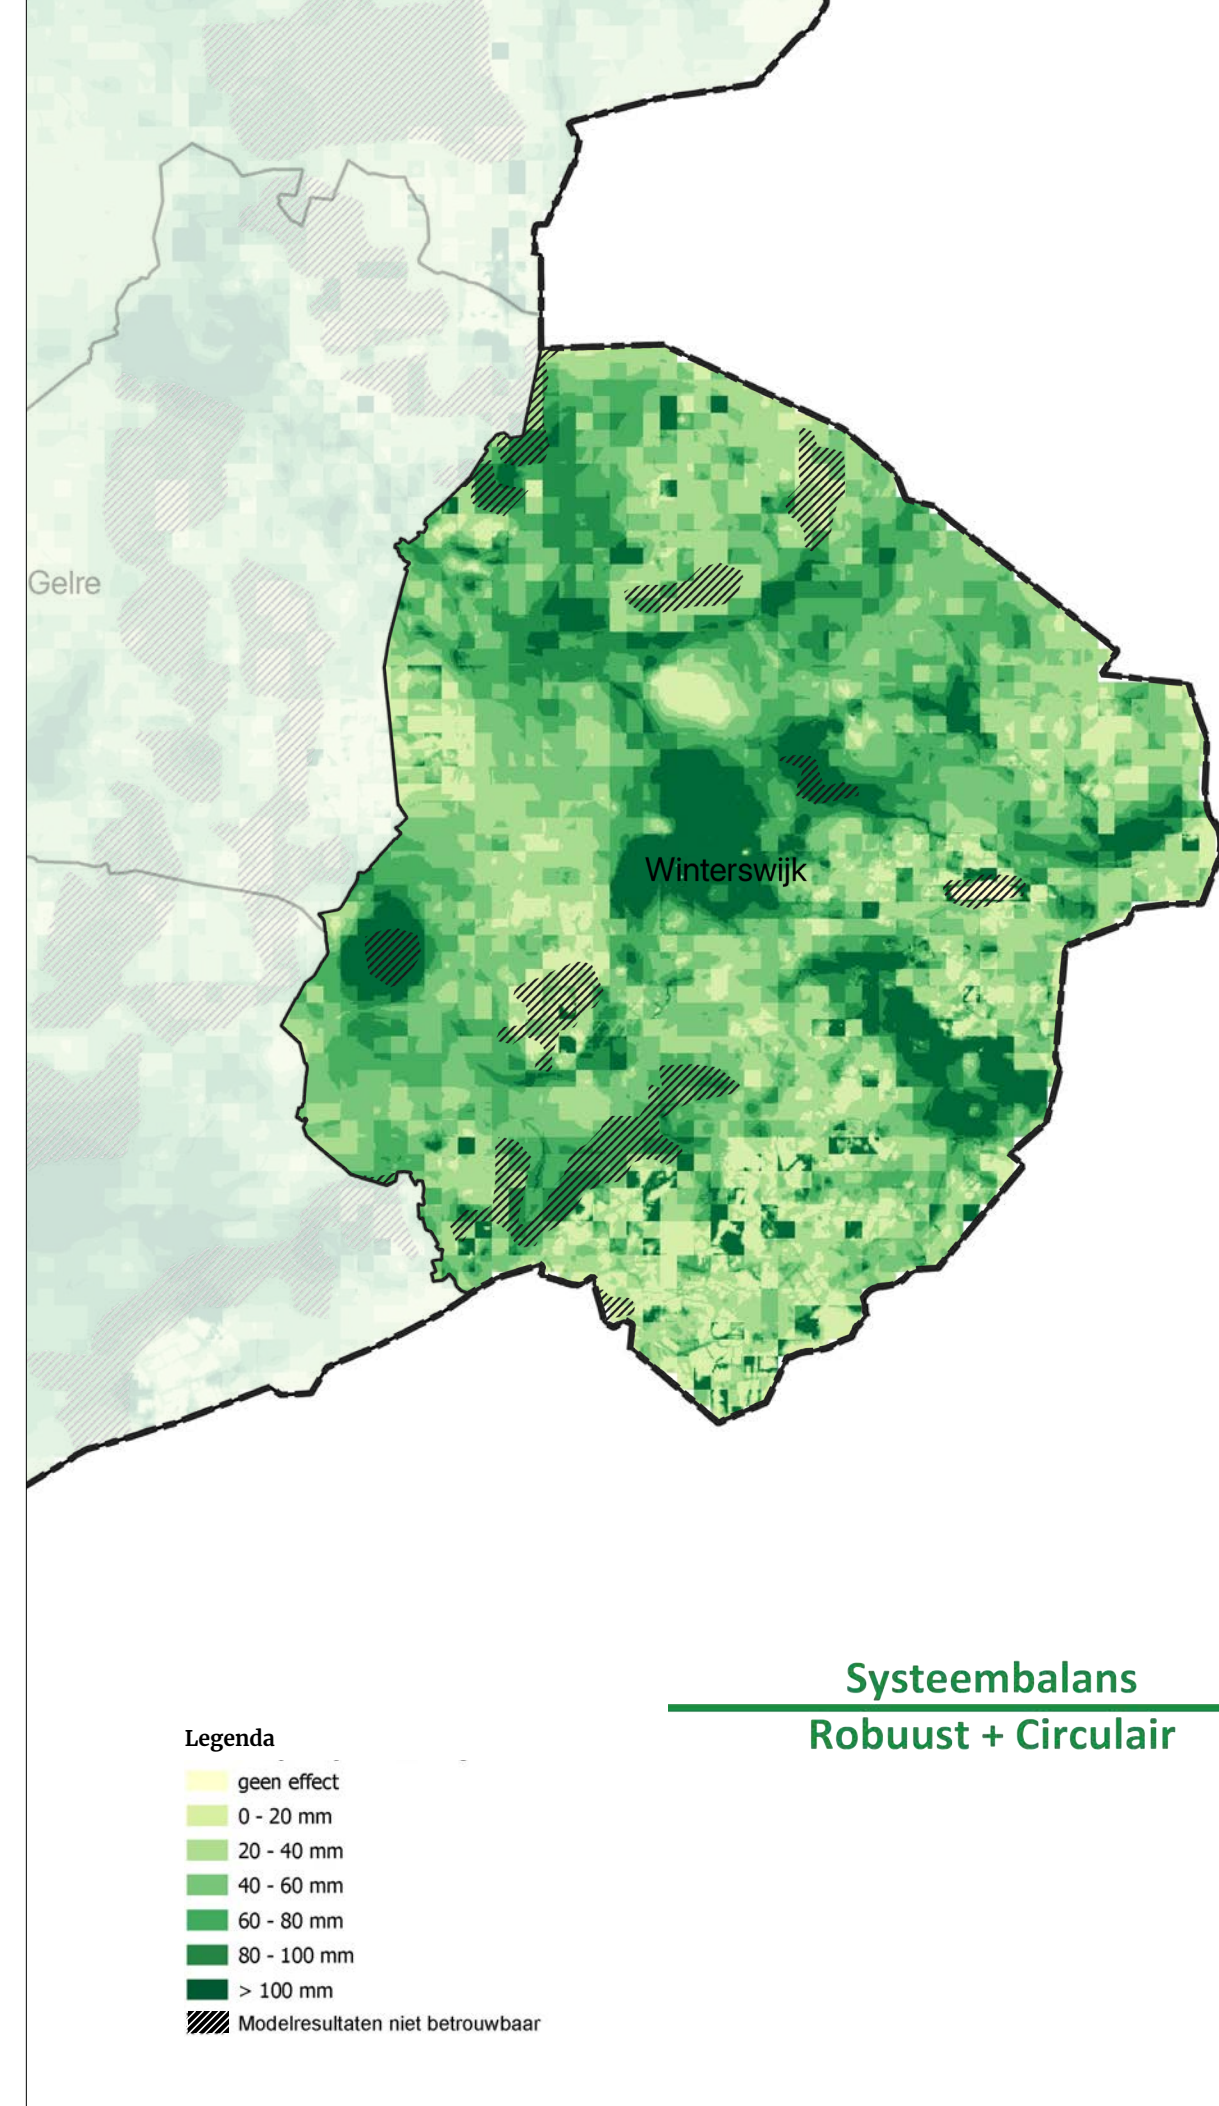 Gelre
Winterswijk
Systeembalans
Robuust + Circulair
Legenda
geen effect
0 - 20 mm
20 - 40 mm
40 - 60 mm
60 - 80 mm
80 - 100 mm
> 100 mm
Modelresultaten niet betrouwbaar